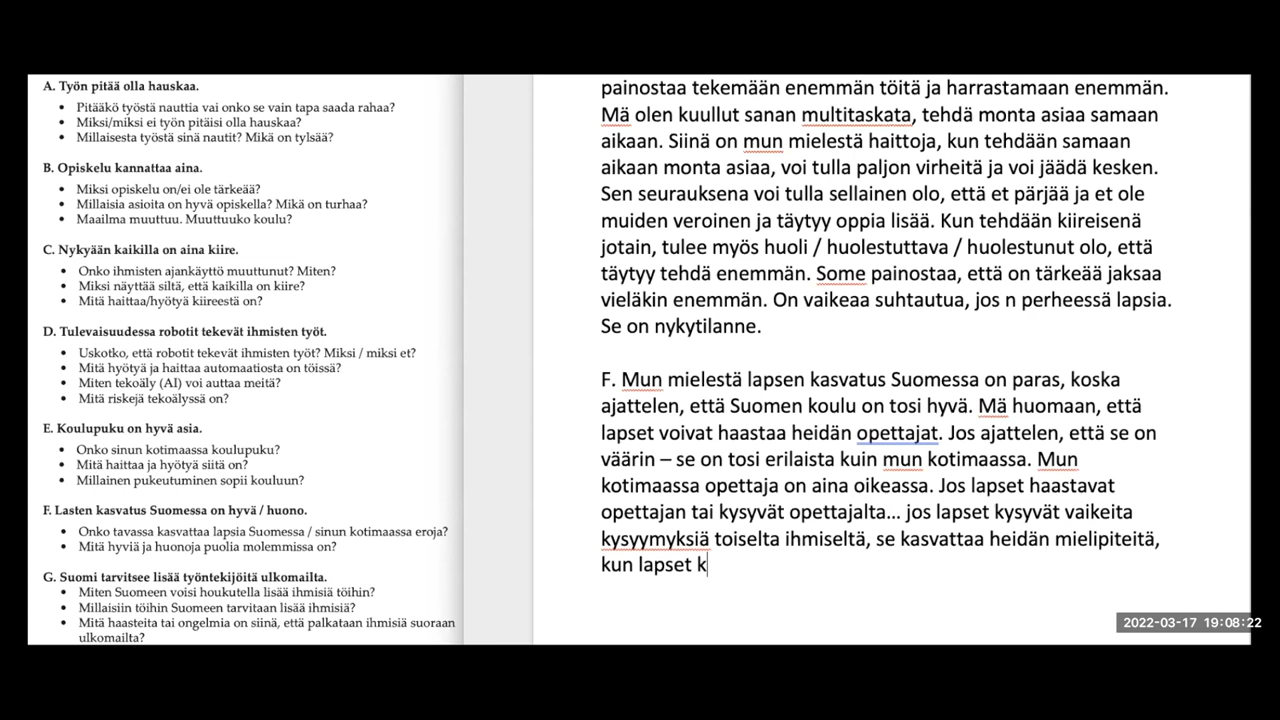 A. Työn pitää olla hauskaa.
• Pitääkö työstä nauttia vai onko se vain tapa saada rahaa?
• Miksi/miksi ei työn pitäisi olla hauskaa?
• Millaisesta työstä sinä nautit? Mikä on tylsää?
B. Opiskelu kannattaa aina.
• Miksi opiskelu on/ei ole tärkeää?
• Millaisia asioita on hyvä opiskella? Mikä on turhaa?
• Maailma muuttuu. Muuttuuko koulu?
C. Nykyään kaikilla on aina kiire.
• Onko ihmisten ajankäyttö muuttunut? Miten?
• Miksi näyttää siltä, että kaikilla on kiire?
• Mitä haittaa/hyötyä kiireestä on?
D. Tulevaisuudessa robotit tekevät ihmisten työt.
• Uskotko, että robotit tekevät ihmisten työt? Miksi / miksi et?
• Mitä hyötyä ja haittaa automaatiosta on töissä?
• Miten tekoäly (AI) voi auttaa meitä?
• Mitä riskejä tekoälyssä on?
E. Koulupuku on hyvä asia.
• Onko sinun kotimaassa koulupuku?
• Mitä haittaa ja hyötyä siitä on?
• Millainen pukeutuminen sopii kouluun?
F. Lasten kasvatus Suomessa on hyvä / huono.
• Onko tavassa kasvattaa lapsia Suomessa / sinun kotimaassa eroja?
• Mitä hyviä ja huonoja puolia molemmissa on?
G. Suomi tarvitsee lisää työntekijöitä ulkomailta.
• Miten Suomeen voisi houkutella lisää ihmisiä töihin?
• Millaisiin töihin Suomeen tarvitaan lisää ihmisiä?
• Mitä haasteita tai ongelmia on siinä, että palkataan ihmisiä suoraan
ulkomailta?
painostaa tekemään enemmän töitä ja harrastamaan enemmän.
Mä olen kuullut sanan multitaskata, tehdä monta asiaa samaan
aikaan. Siinä on mun mielestä haittoja, kun tehdään samaan
aikaan monta asiaa, voi tulla paljon virheitä ja voi jäädä kesken.
Sen seurauksena voi tulla sellainen olo, että et pärjää ja et ole
muiden veroinen ja täytyy oppia lisää. Kun tehdään kiireisenä
jotain, tulee myös huoli / huolestuttava / huolestunut olo, että
täytyy tehdä enemmän. Some painostaa, että on tärkeää jaksaa
vieläkin enemmän. On vaikeaa suhtautua, jos n perheessä lapsia.
Se on nykytilanne.
F. Mun mielestä lapsen kasvatus Suomessa on paras, koska
ajattelen, että Suomen koulu on tosi hyvä. Mä huomaan, että
lapset voivat haastaa heidän opettajat. Jos ajattelen, että se on
väärin – se on tosi erilaista kuin mun kotimaassa. Mun
kotimaassa opettaja on aina oikeassa. Jos lapset haastavat
opettajan tai kysyvät opettajalta… jos lapset kysyvät vaikeita
kysyymyksiä toiselta ihmiseltä, se kasvattaa heidän mielipiteitä,
kun lapset k
2022-03-17 19:08:22